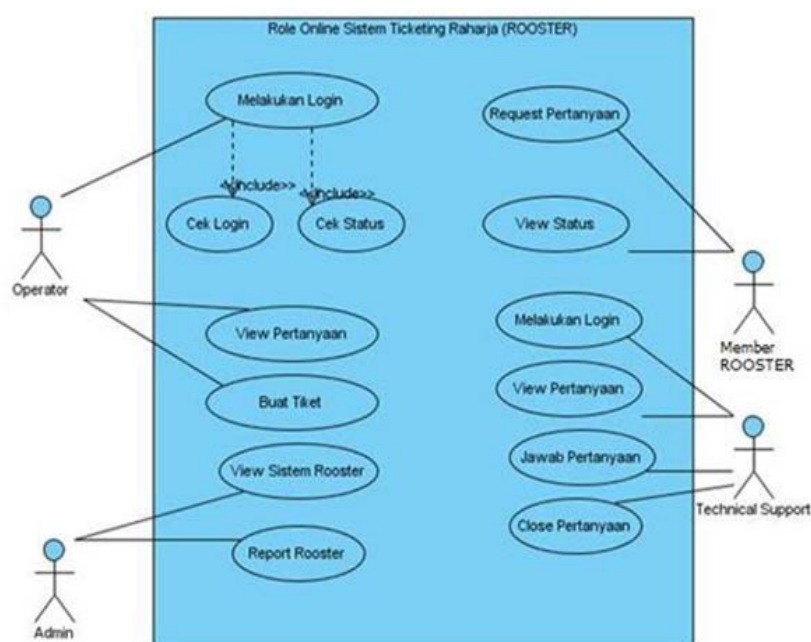 Role Online Sistem Ticketing Raharja (ROOSTER)
Melakukan Login
Request Pertanyaan
<<include>>
<<include>>
Cek Login
Cek Status
View Status
Operator
Member
ROOSTER
View Pertanyaan
Melakukan Login
Buat Tiket
View Pertanyaan
View Sistem Rooster
Jawab Pertanyaan
Technical Support
Report Rooster
Close Pertanyaan
Admin